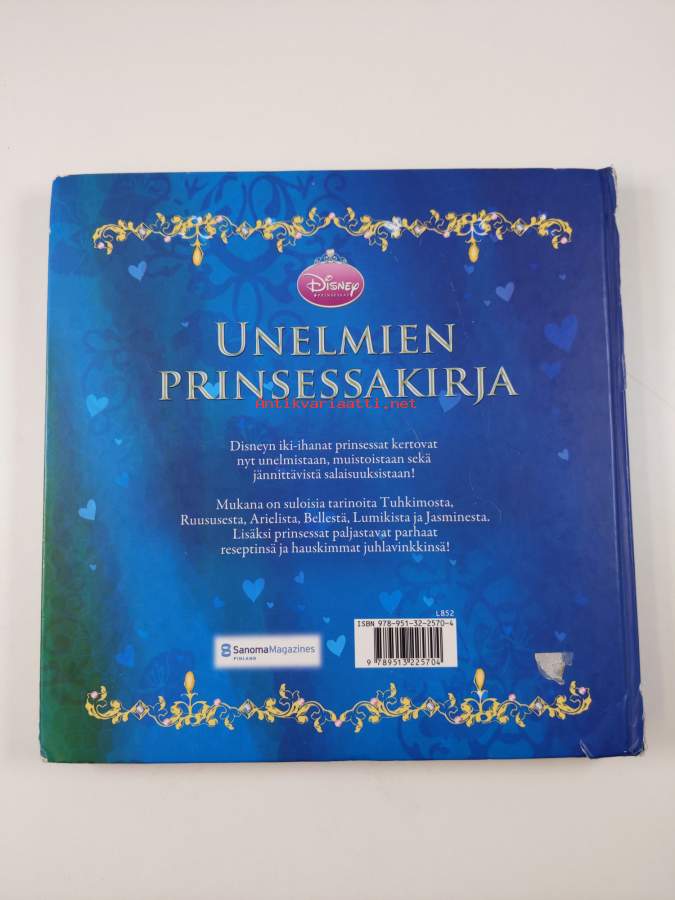 Disney
PRINSESSAT
UNELMIEN
PRINSESSAKIRJA
Antikvariaatti.net
Disneyn iki-ihanat prinsessat kertovat
nyt unelmistaan, muistoistaan sekä
jännittävistä salaisuuksistaan!
Mukana on suloisia tarinoita Tuhkimosta,
Ruususesta, Arielista, Bellestä, Lumikista ja Jasminesta.
Lisäksi prinsessat paljastavat parhaat
reseptinsä ja hauskimmat juhlavinkkinsä!
L852
ISBN 978-951-32-2570-4
SanomaMagazines
FINLAND
9 789513 225704